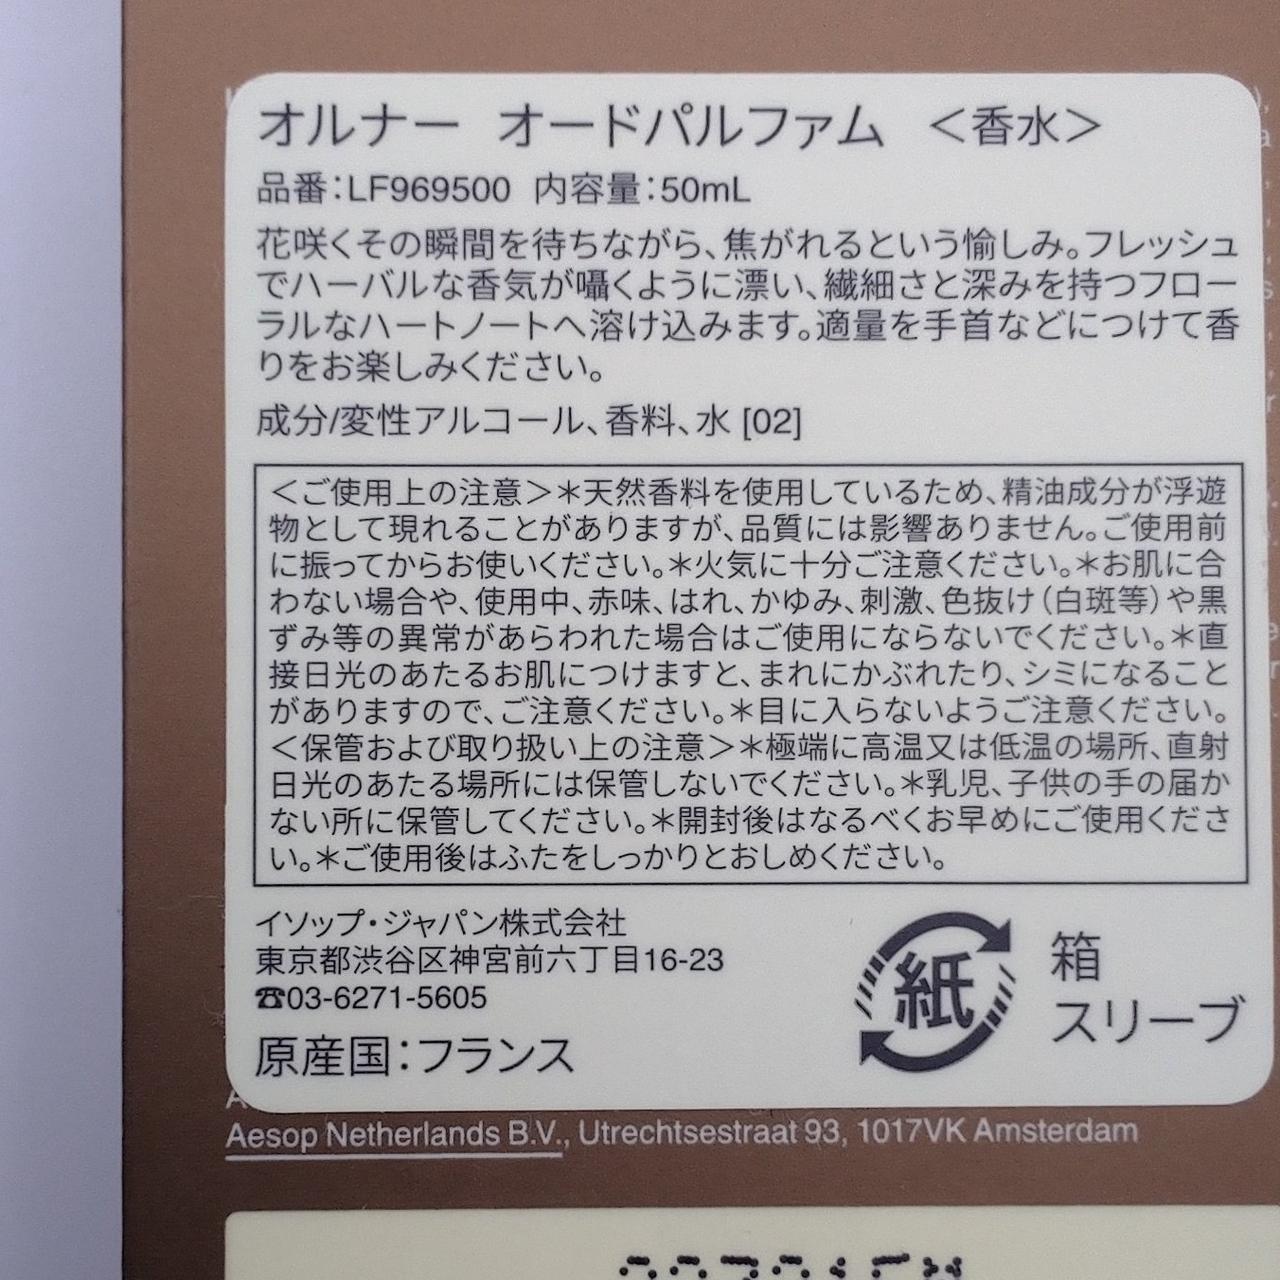 オルナー オードパルファム ＜香水＞
品番：LF969500 内容量：50mL
花咲くその瞬間を待ちながら、焦がれるという愉しみ。フレッシュ
でハーバルな香気が囁くように漂い、繊細さと深みを持つフロー
ラルなハートノートへ溶け込みます。適量を手首などにつけて香
りをお楽しみください。
成分/変性アルコール、香料、水 [02]
＜ご使用上の注意＞＊天然香料を使用しているため、精油成分が浮遊
物として現れることがありますが、品質には影響ありません。ご使用前
に振ってからお使いください。＊火気に十分ご注意ください。＊お肌に合
わない場合や、使用中、赤味、はれ、かゆみ、刺激、色抜け（白斑等）や黒
ずみ等の異常があらわれた場合はご使用にならないでください。＊直
接日光のあたるお肌につけますと、まれにかぶれたり、シミになること
がありますので、ご注意ください。＊目に入らないようご注意ください。
＜保管および取り扱い上の注意＞＊極端に高温又は低温の場所、直射
日光のあたる場所には保管しないでください。＊乳児、子供の手の届か
ない所に保管してください。＊開封後はなるべくお早めにご使用くださ
い。＊ご使用後はふたをしっかりとおしめください。
イソップ・ジャパン株式会社
東京都渋谷区神宮前六丁目16-23
☎03-6271-5605
原産国：フランス
紙
箱
スリーブ
Aesop Netherlands B.V., Utrechtsestraat 93, 1017VK Amsterdam